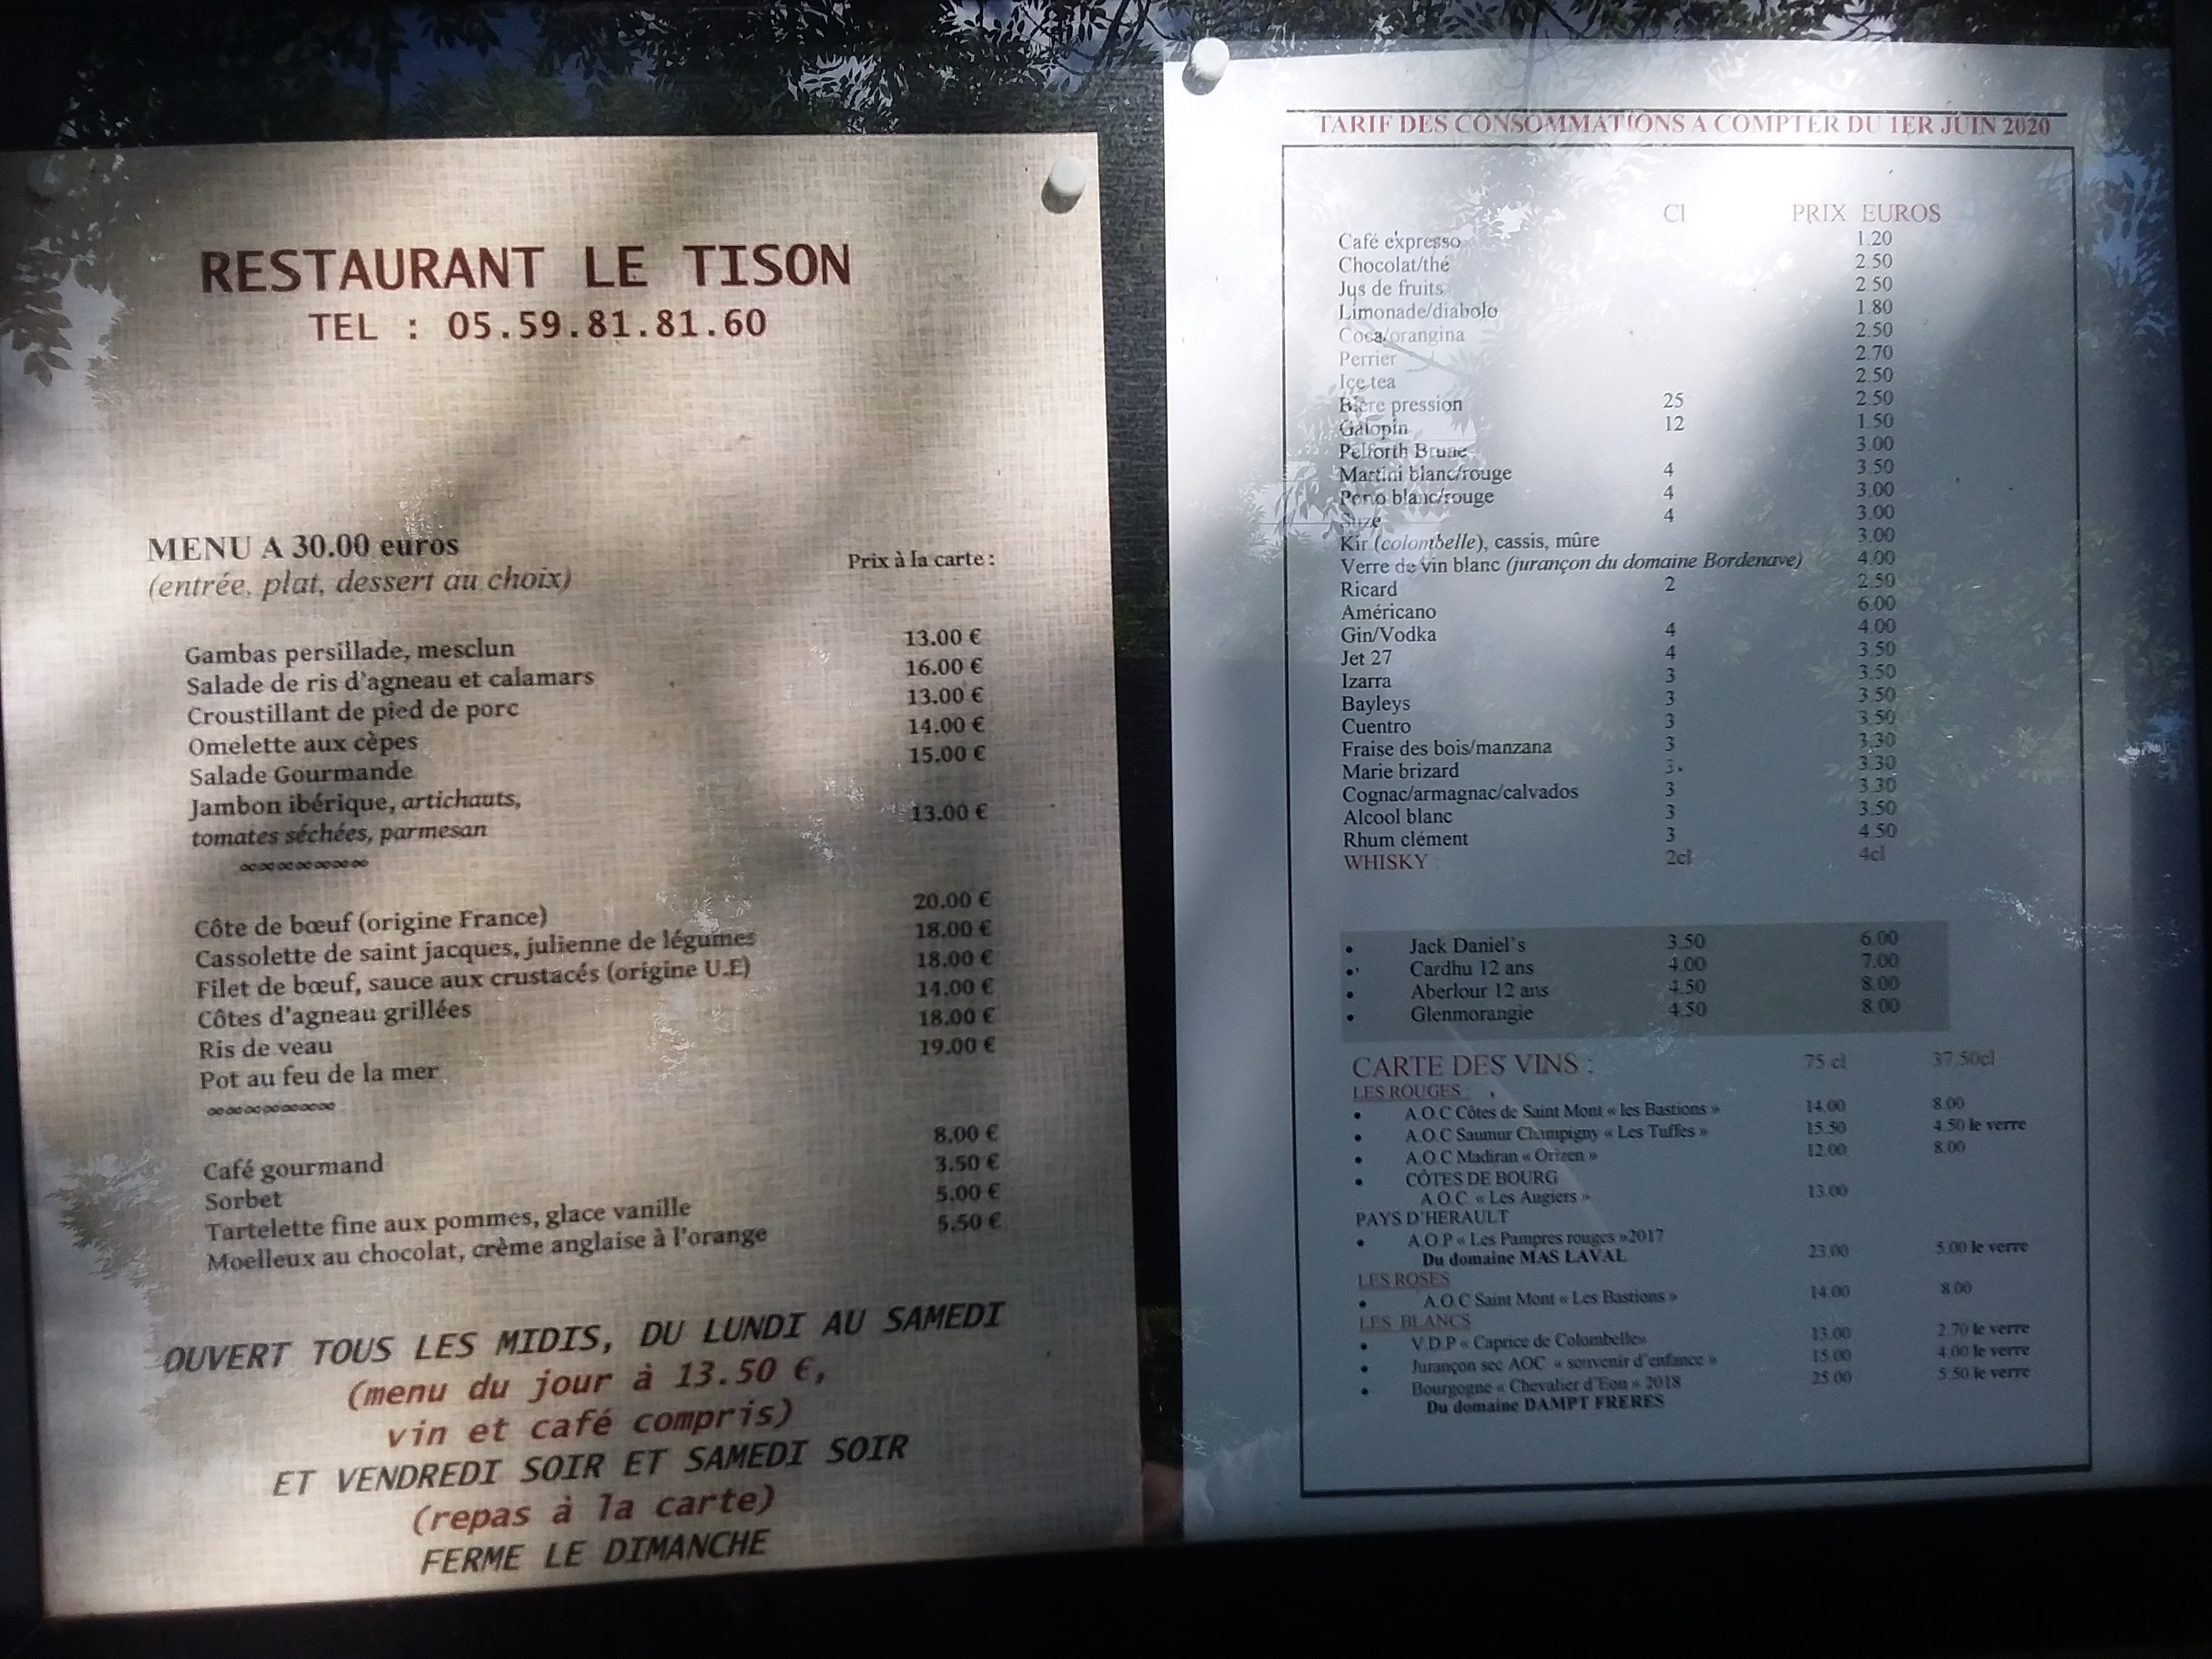 RESTAURANT LE TISON
TEL : 05.59.81.81.60
MENU A 30.00 euros
(entrée, plat, dessert au choix)
Prix à la carte :
Gambas persillade, mesclun 13.00 €
Salade de ris d'agneau et calamars 16.00 €
Croustillant de pied de porc 13.00 €
Omelette aux cèpes 14.00 €
Salade Gourmande 15.00 €
Jambon ibérique, artichauts,
tomates séchées, parmesan 13.00 €
∞∞∞∞∞∞∞
Côte de bœuf (origine France) 20.00 €
Cassolette de saint jacques, julienne de légumes 18.00 €
Filet de bœuf, sauce aux crustacés (origine U.E) 18.00 €
Côtes d'agneau grillées 14.00 €
Ris de veau 18.00 €
Pot au feu de la mer 19.00 €
∞∞∞∞∞∞∞
Café gourmand 8.00 €
Sorbet 3.50 €
Tartelette fine aux pommes, glace vanille 5.00 €
Moelleux au chocolat, crème anglaise à l'orange 5.50 €
OUVERT TOUS LES MIDIS, DU LUNDI AU SAMEDI
(menu du jour à 13.50 €,
vin et café compris)
ET VENDREDI SOIR ET SAMEDI SOIR
(repas à la carte)
FERME LE DIMANCHE
TARIF DES CONSOMMATIONS A COMPTER DU 1ER JUIN 2020
Cl PRIX EUROS
Café expresso 1.20
Chocolat/thé 2.50
Jus de fruits 2.50
Limonade/diabolo 1.80
Coca/orangina 2.50
Perrier 2.70
Ice tea 2.50
Bière pression 25 2.50
Galopin 12 1.50
Pelforth Brune 3.00
Martini blanc/rouge 4 3.50
Porto blanc/rouge 4 3.00
Suze 4 3.00
Kir (colombelle), cassis, mûre 3.00
Verre de vin blanc (jurançon du domaine Bordenave) 4.00
Ricard 2 2.50
Américano 6.00
Gin/Vodka 4 4.00
Jet 27 4 3.50
Izarra 3 3.50
Bayleys 3 3.50
Cuentro 3 3.50
Fraise des bois/manzana 3 3.30
Marie brizard 3 3.30
Cognac/armagnac/calvados 3 3.30
Alcool blanc 3 3.50
Rhum clément 3 4.50
WHISKY : 2cl 4cl
• Jack Daniel's 3.50 6.00
• Cardhu 12 ans 4.00 7.00
• Aberlour 12 ans 4.50 8.00
• Glenmorangie 4.50 8.00
CARTE DES VINS : 75 cl 37.50cl
LES ROUGES :
• A.O.C Côtes de Saint Mont « les Bastions » 14.00 8.00
• A.O.C Saumur Champigny « Les Tuffes » 15.50 4.50 le verre
• A.O.C Madiran « Orizen » 12.00 8.00
• CÔTES DE BOURG
A.O.C. « Les Augiers » 13.00
PAYS D'HERAULT
• A.O.P « Les Pampres rouges »2017
Du domaine MAS LAVAL 23.00 5.00 le verre
LES ROSES
• A.O.C Saint Mont « Les Bastions » 14.00 8.00
LES BLANCS
• V.D.P « Caprice de Colombelle» 13.00 2.70 le verre
• Jurançon sec AOC « souvenir d'enfance » 15.00 4.00 le verre
• Bourgogne « Chevalier d'Eon » 2018 25.00 5.50 le verre
Du domaine DAMPT FRERES